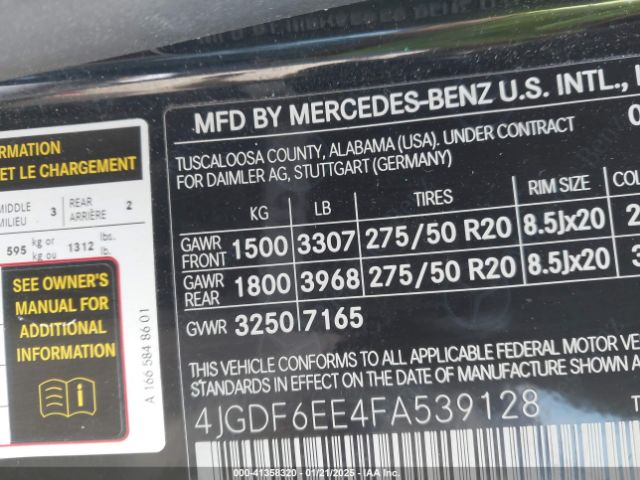 MFD BY MERCEDES-BENZ U.S. INTL.,
TUSCALOOSA COUNTY, ALABAMA (USA). UNDER CONTRACT
FOR DAIMLER AG, STUTTGART (GERMANY)
KG LB TIRES RIM SIZE
GAWR FRONT 1500 3307 275/50 R20 8.5Jx20
GAWR REAR 1800 3968 275/50 R20 8.5Jx20
GVWR 3250 7165
THIS VEHICLE CONFORMS TO ALL APPLICABLE FEDERAL MOTOR
STANDARDS IN EFFECT ON THE DATE OF MANUFACTURE SHOWN
4JGDF6EE4FA539128
ET LE CHARGEMENT
3 REAR ARRIÈRE 2
595 kg or kg ou 1312 lbs. lb.
SEE OWNER'S
MANUAL FOR
ADDITIONAL
INFORMATION
A 166 584 86 01
000-41358320 - 01/21/2025 - IAA Inc.